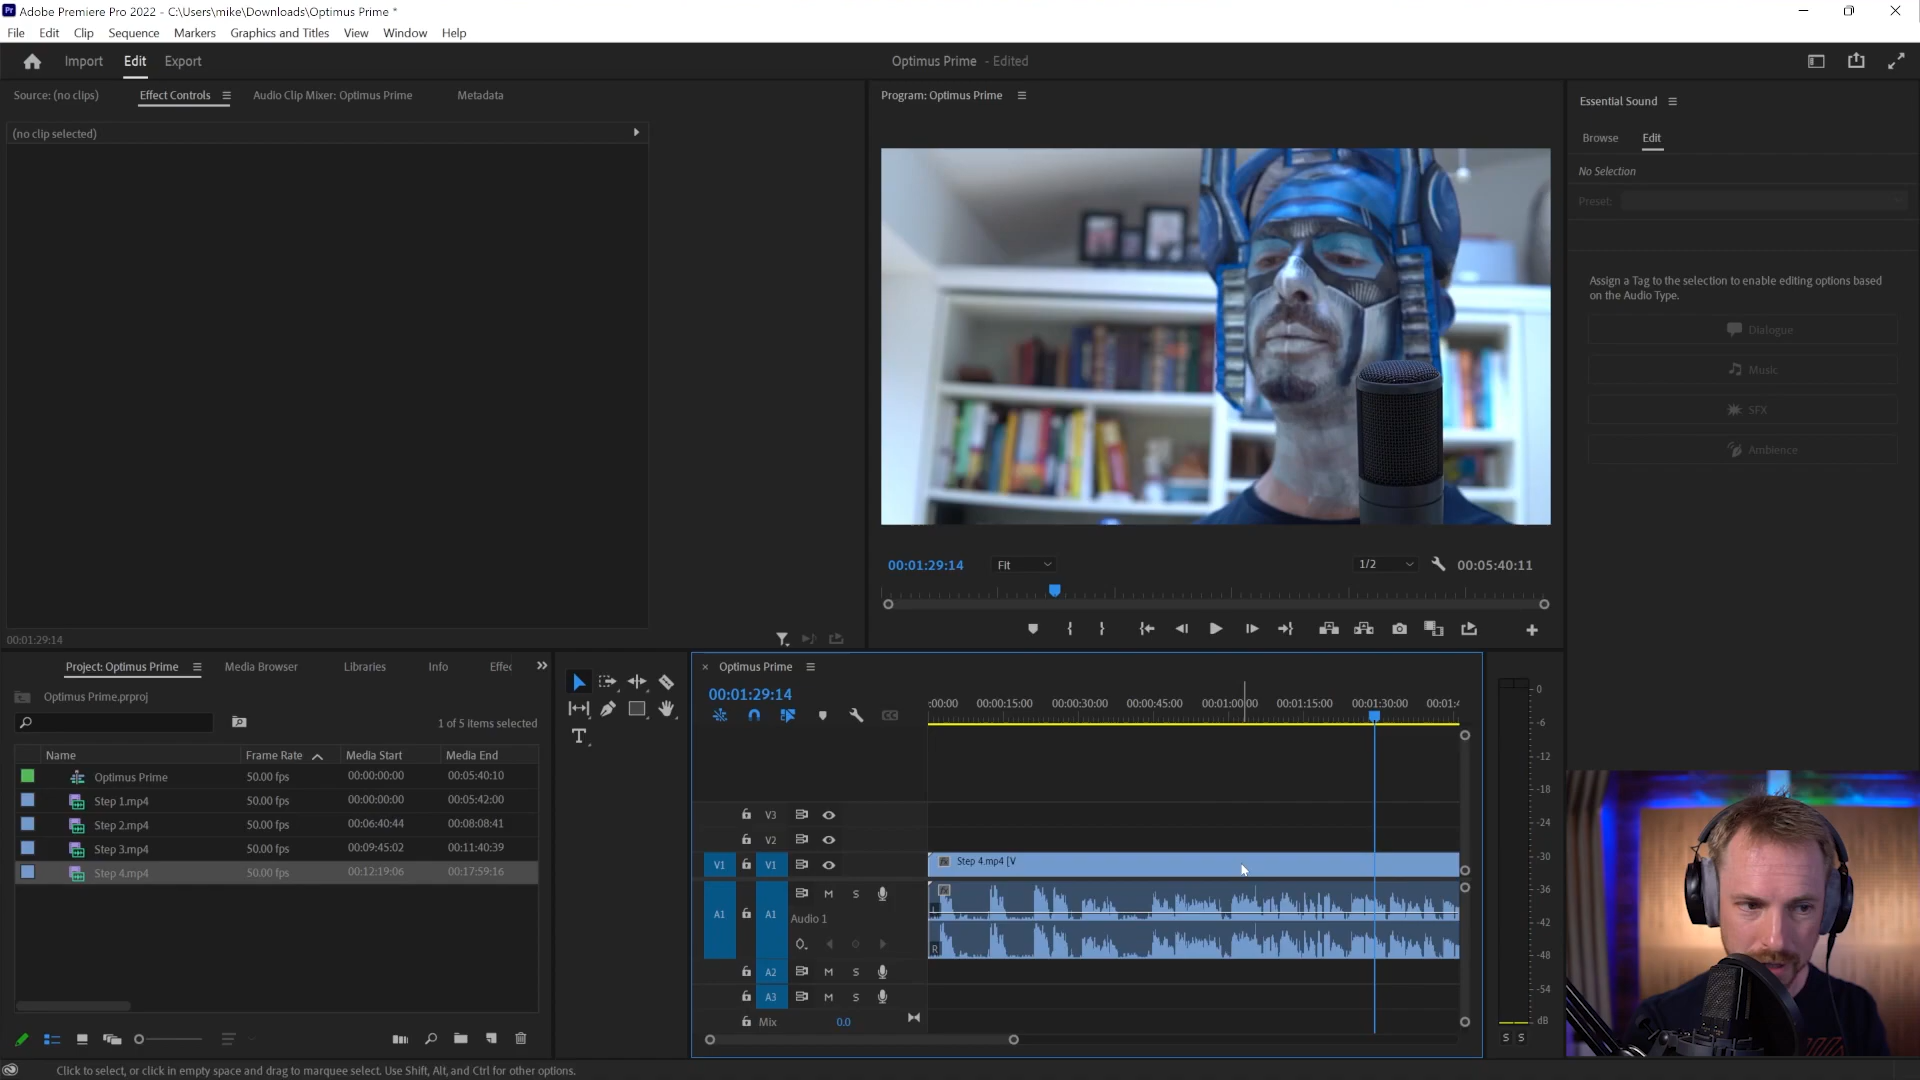 Pr Adobe Premiere Pro 2022 - C:\Users\mike\Downloads\Optimus Prime *
File Edit Clip Sequence Markers Graphics and Titles View Window Help
Import Edit Export Optimus Prime - Edited
Source: (no clips) Effect Controls Audio Clip Mixer: Optimus Prime Metadata
Program: Optimus Prime
Essential Sound
Browse Edit
(no clip selected)
No Selection
Preset:
Assign a Tag to the selection to enable editing options based
on the Audio Type.
Dialogue
Music
SFX
Ambience
00:01:29:14 Fit 1/2 00:05:40:11
00:01:29:14
Project: Optimus Prime Media Browser Libraries Info Effec
Optimus Prime.prproj
1 of 5 items selected
Name Frame Rate Media Start Media End
Optimus Prime 50.00 fps 00:00:00:00 00:05:40:10
Step 1.mp4 50.00 fps 00:00:00:00 00:05:42:00
Step 2.mp4 50.00 fps 00:06:40:44 00:08:08:41
Step 3.mp4 50.00 fps 00:09:45:02 00:11:40:39
Step 4.mp4 50.00 fps 00:12:19:06 00:17:59:16
T
× Optimus Prime
00:01:29:14
:00:00 00:00:15:00 00:00:30:00 00:00:45:00 00:01:00:00 00:01:15:00 00:01:30:00 00:01:4
CC
V3
V2
V1 V1 Step 4.mp4 [V
M S
A1 A1 Audio 1
L
R
A2 M S
A3 M S
Mix 0.0
0
-6
-12
-18
-24
-30
-36
-42
-48
-54
dB
S S
Click to select, or click in empty space and drag to marquee select. Use Shift, Alt, and Ctrl for other options.